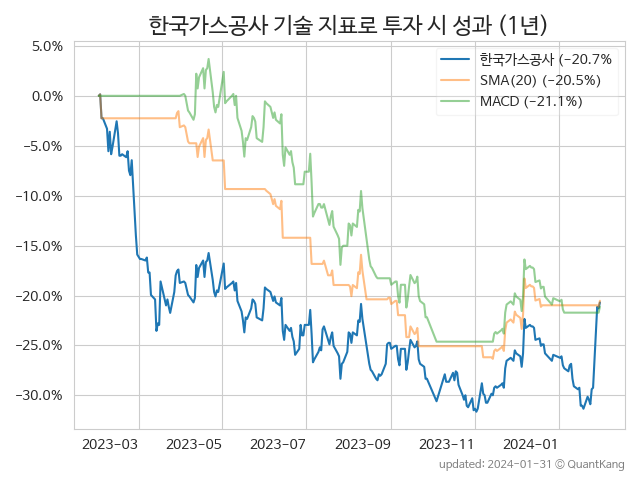 한국가스공사 기술 지표로 투자 시 성과 (1년)
5.0%
0.0%
−5.0%
−10.0%
−15.0%
−20.0%
−25.0%
−30.0%
한국가스공사 (−20.7%
SMA(20) (−20.5%)
MACD (−21.1%)
2023-03
2023-05
2023-07
2023-09
2023-11
2024-01
updated: 2024-01-31 © QuantKang